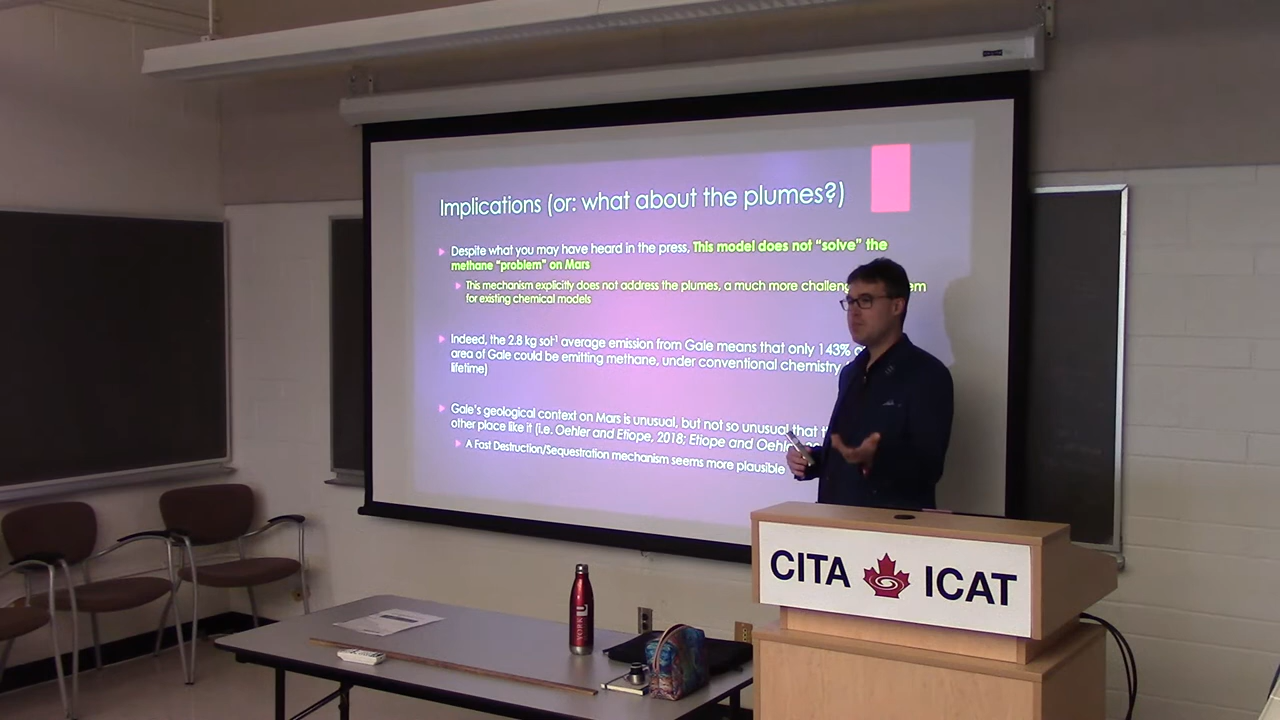 Implications (or: what about the plumes?)
Despite what you may have heard in the press, This model does not “solve” the
methane “problem” on Mars
This mechanism explicitly does not address the plumes, a much more
for existing chemical models
Indeed, the 2.8 kg sol⁻¹ average emission from Gale means that only 143%
area of Gale could be emitting methane, under conventional chemistry
lifetime)
Gale's geological context on Mars is unusual, but not so unusual that
other place like it (i.e. Oehler and Etiope, 2018; Etiope and
A Fast Destruction/Sequestration mechanism seems more plausible
CITA ICAT
YORK U